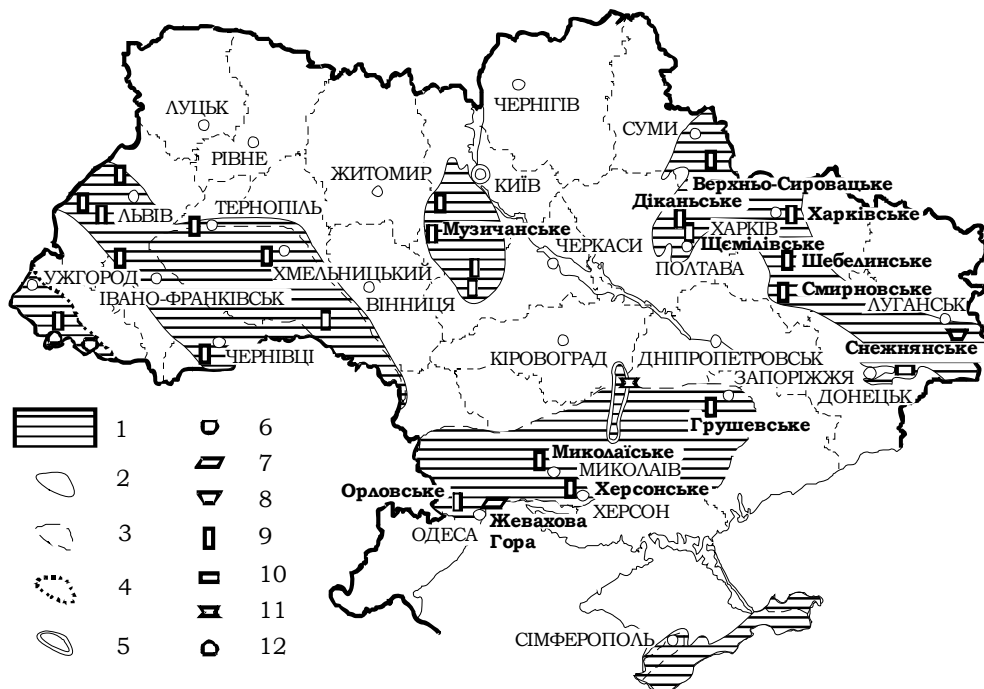 ЧЕРНІГІВ
ЛУЦЬК
СУМИ
РІВНЕ
ЖИТОМИР
КИЇВ
Верхньо-Сировацьке
ЛЬВІВ
ТЕРНОПІЛЬ
Діканьське
Харківське
Музичанське
ХАРКІВ
ЧЕРКАСИ
Щємілівське
ПОЛТАВА
Шебелинське
УЖГОРОД
ХМЕЛЬНИЦЬКИЙ
ІВАНО-ФРАНКІВСЬК
ВІННИЦЯ
Смирновське
ЛУГАНСЬК
Снежнянське
ЧЕРНІВЦІ
КІРОВОГРАД
ДНІПРОПЕТРОВСЬК
ЗАПОРІЖЖЯ
ДОНЕЦЬК
Грушевське
Миколаїське
МИКОЛАЇВ
Орловське
Херсонське
ХЕРСОН
ОДЕСА
Жевахова
Гора
СІМФЕРОПОЛЬ
1
2
3
4
5
6
7
8
9
10
11
12